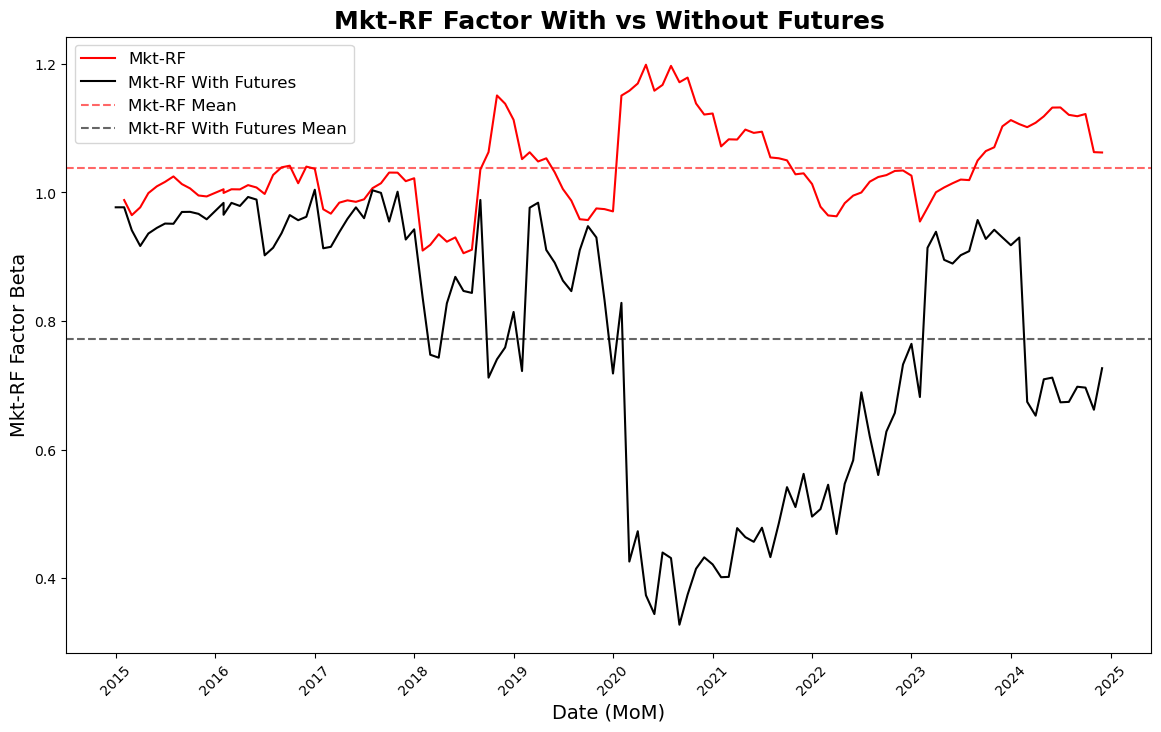 Mkt-RF Factor With vs Without Futures
Mkt-RF
Mkt-RF With Futures
Mkt-RF Mean
Mkt-RF With Futures Mean
Mkt-RF Factor Beta
1.2
1.0
0.8
0.6
0.4
2015 2016 2017 2018 2019 2020 2021 2022 2023 2024 2025
Date (MoM)